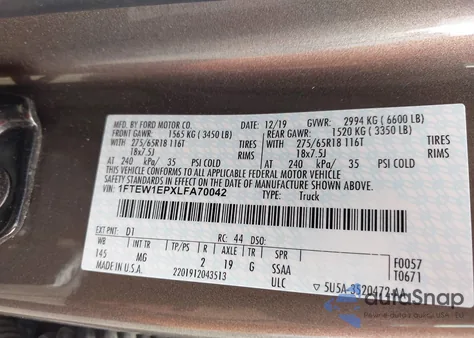 MFD. BY FORD MOTOR CO. 12/19 GVWR: 2994 KG ( 6600 LB)
FRONT GAWR: 1565 KG ( 3450 LB) REAR GAWR: 1520 KG ( 3350 LB)
275/65R18 116T TIRES 275/65R18 116T TIRES
18x7.5J RIMS 18x7.5J RIMS
AT 240 kPa/ 35 PSI COLD AT 240 kPa/ 35 PSI COLD
THIS VEHICLE CONFORMS TO ALL APPLICABLE FEDERAL MOTOR VEHICLE
SAFETY STANDARDS IN EFFECT ON THE DATE OF MANUFACTURE SHOWN ABOVE.
VIN: 1FTEW1EPXLFA70042 TYPE: Truck
EXT PNT: D1 RC: 44 DSO: F0057
WB INT TR TP/PS R AXLE TR SPR T0671
145 MG 2 19 G SSAA
MADE IN U.S.A. 2201912043513 ULC ▽ 5U5A-3520472-AA
autoSnap